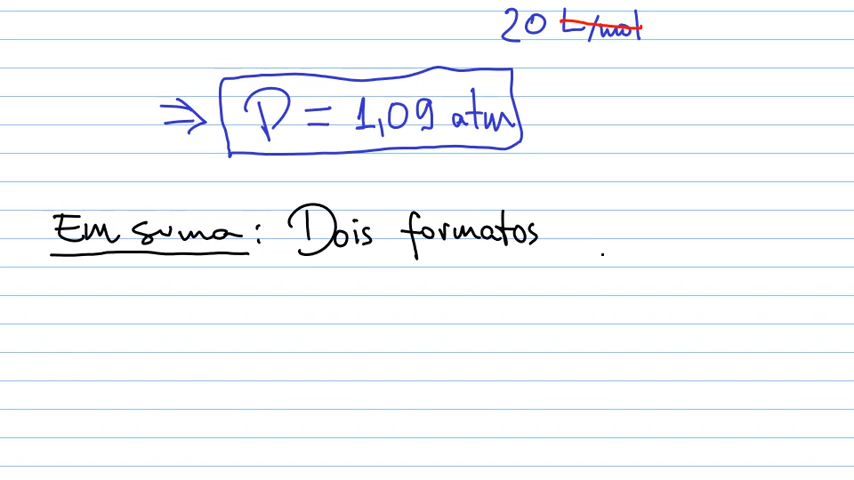 20 L/mol
⇒ P = 1,09 atm
Em suma: Dois formatos